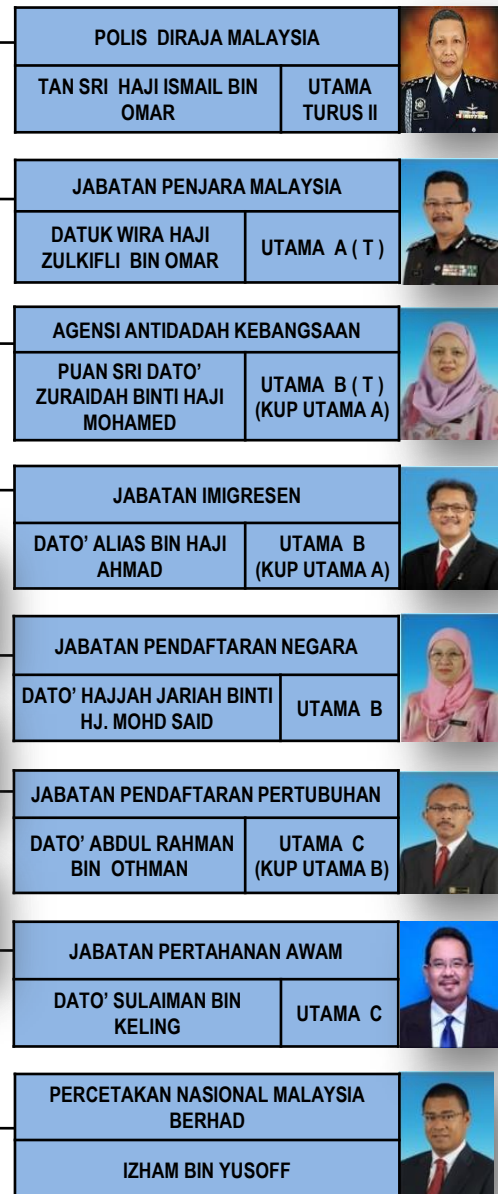 POLIS DIRAJA MALAYSIA
TAN SRI HAJI ISMAIL BIN
OMAR
UTAMA
TURUS II
JABATAN PENJARA MALAYSIA
DATUK WIRA HAJI
ZULKIFLI BIN OMAR
UTAMA A ( T )
AGENSI ANTIDADAH KEBANGSAAN
PUAN SRI DATO’
ZURAIDAH BINTI HAJI
MOHAMED
UTAMA B ( T )
(KUP UTAMA A)
JABATAN IMIGRESEN
DATO’ ALIAS BIN HAJI
AHMAD
UTAMA B
(KUP UTAMA A)
JABATAN PENDAFTARAN NEGARA
DATO’ HAJJAH JARIAH BINTI
HJ. MOHD SAID
UTAMA B
JABATAN PENDAFTARAN PERTUBUHAN
DATO’ ABDUL RAHMAN
BIN OTHMAN
UTAMA C
(KUP UTAMA B)
JABATAN PERTAHANAN AWAM
DATO’ SULAIMAN BIN
KELING
UTAMA C
PERCETAKAN NASIONAL MALAYSIA
BERHAD
IZHAM BIN YUSOFF